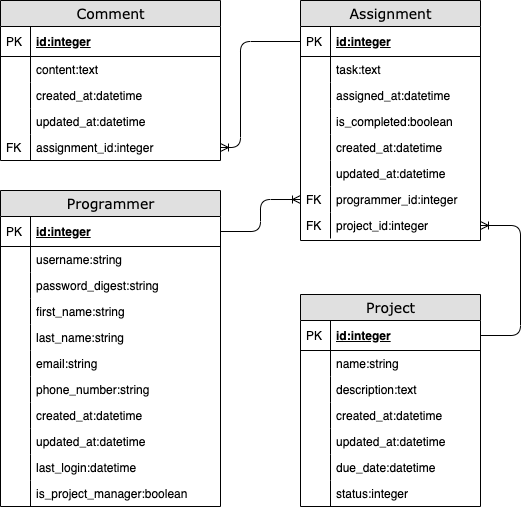 Comment
PK id:integer
content:text
created_at:datetime
updated_at:datetime
FK assignment_id:integer
Assignment
PK id:integer
task:text
assigned_at:datetime
is_completed:boolean
created_at:datetime
updated_at:datetime
FK programmer_id:integer
FK project_id:integer
Programmer
PK id:integer
username:string
password_digest:string
first_name:string
last_name:string
email:string
phone_number:string
created_at:datetime
updated_at:datetime
last_login:datetime
is_project_manager:boolean
Project
PK id:integer
name:string
description:text
created_at:datetime
updated_at:datetime
due_date:datetime
status:integer